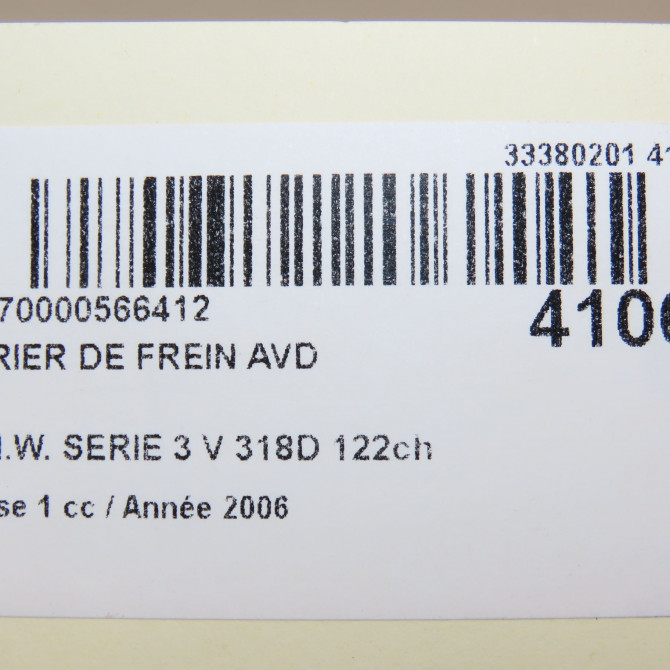 33380201 41
70000566412
4106
RIER DE FREIN AVD
.W. SERIE 3 V 318D 122ch
se 1 cc / Année 2006